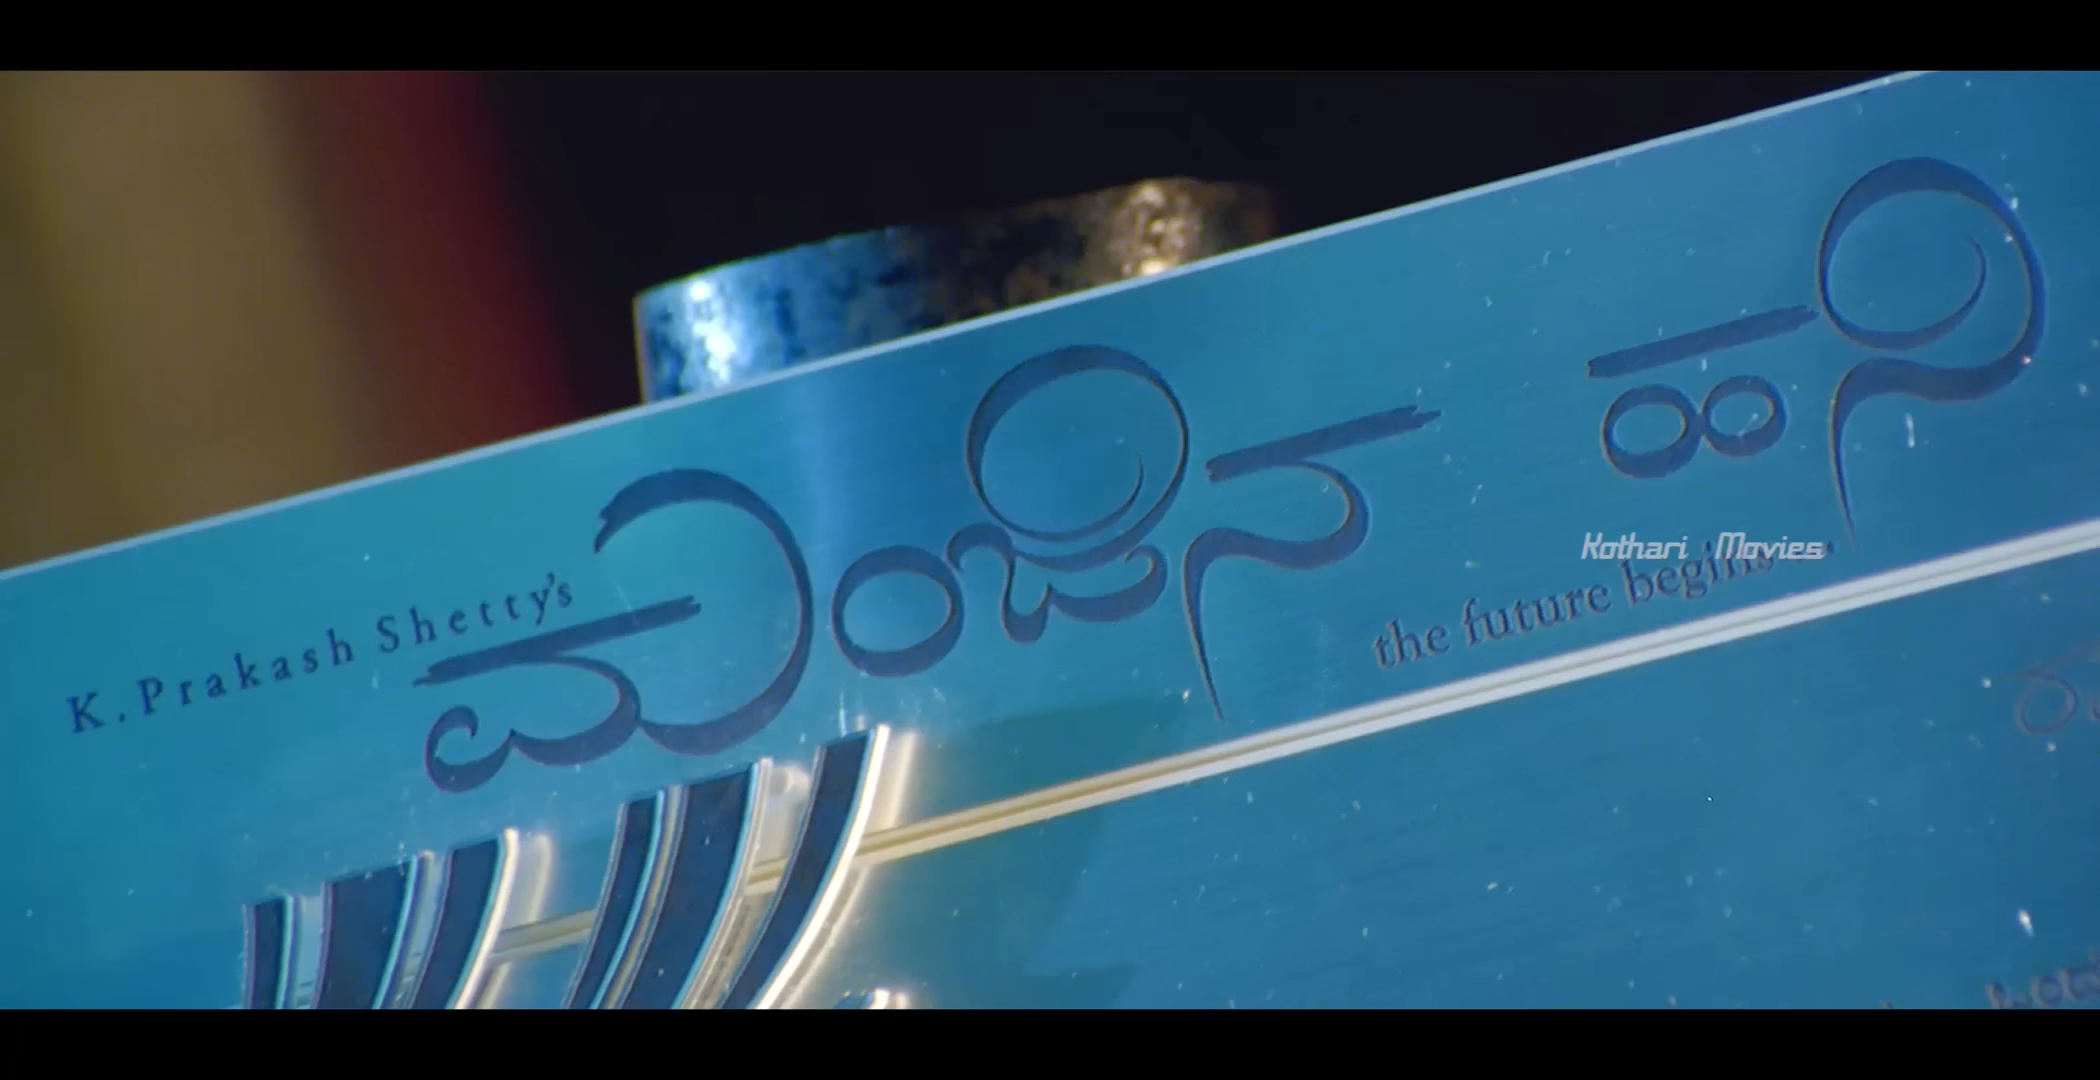 K. Prakash Shetty's
ಮಂಜಿನ ಹನಿ
the future begins...
Kothari Movies